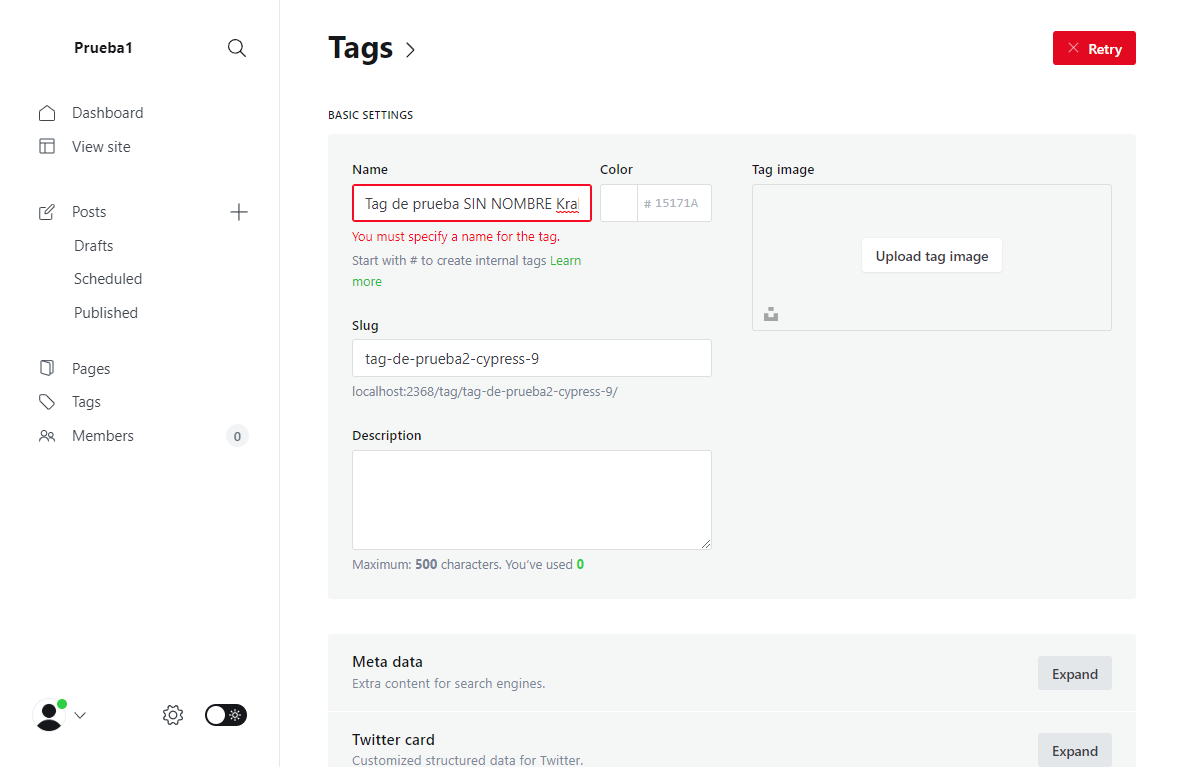 Prueba1
Dashboard
View site
Posts
Drafts
Scheduled
Published
Pages
Tags
Members
0
Tags
Retry
BASIC SETTINGS
Name
Tag de prueba SIN NOMBRE
You must specify a name for the tag.
Start with # to create internal tags Learn
more
Color
# 15171A
Slug
tag-de-prueba2-cypress-9
localhost:2368/tag/tag-de-prueba2-cypress-9/
Description
Maximum: 500 characters. You’ve used 0
Tag image
Upload tag image
Meta data
Extra content for search engines.
Expand
Twitter card
Customized structured data for Twitter.
Expand